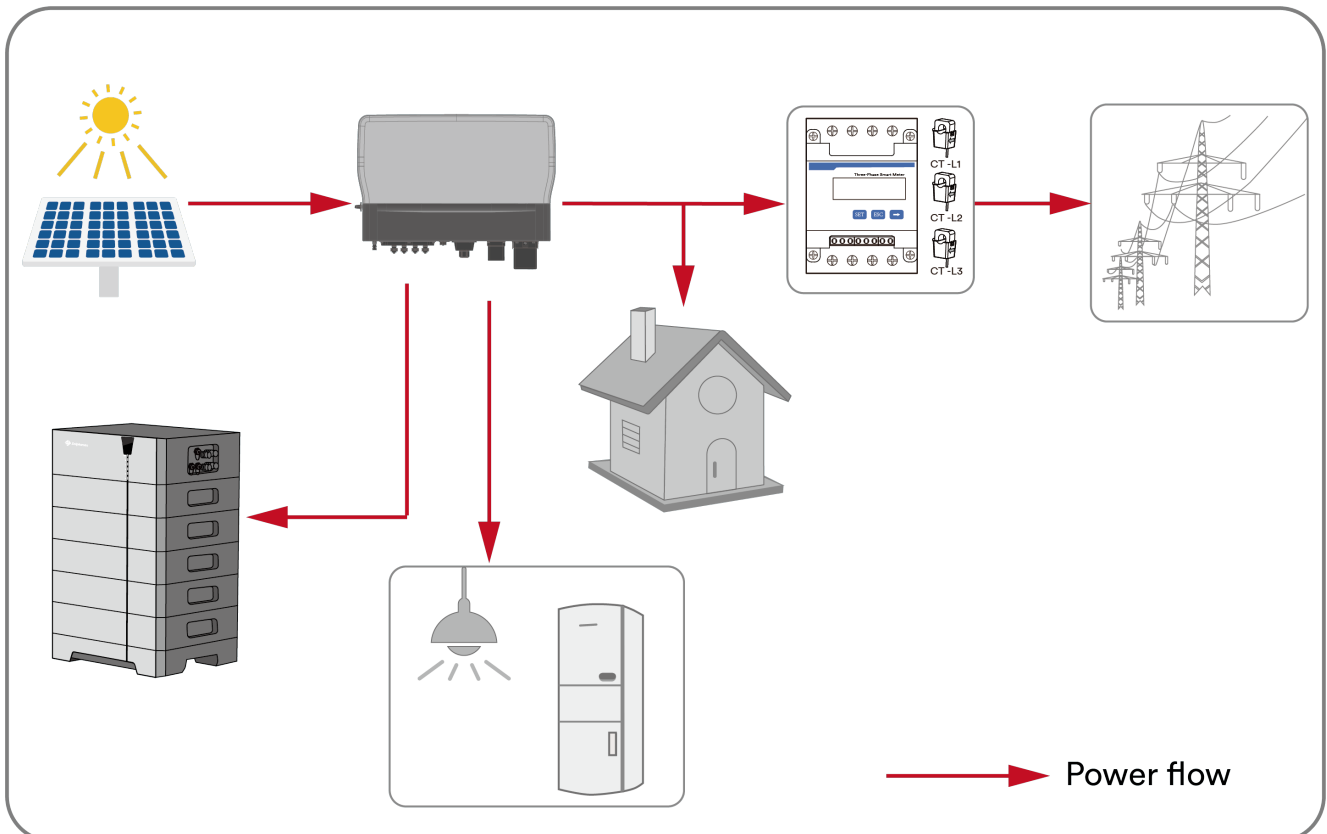 CT -L1
Three-Phase Smart Meter
CT -L2
SET ESC
CT -L3
Power flow